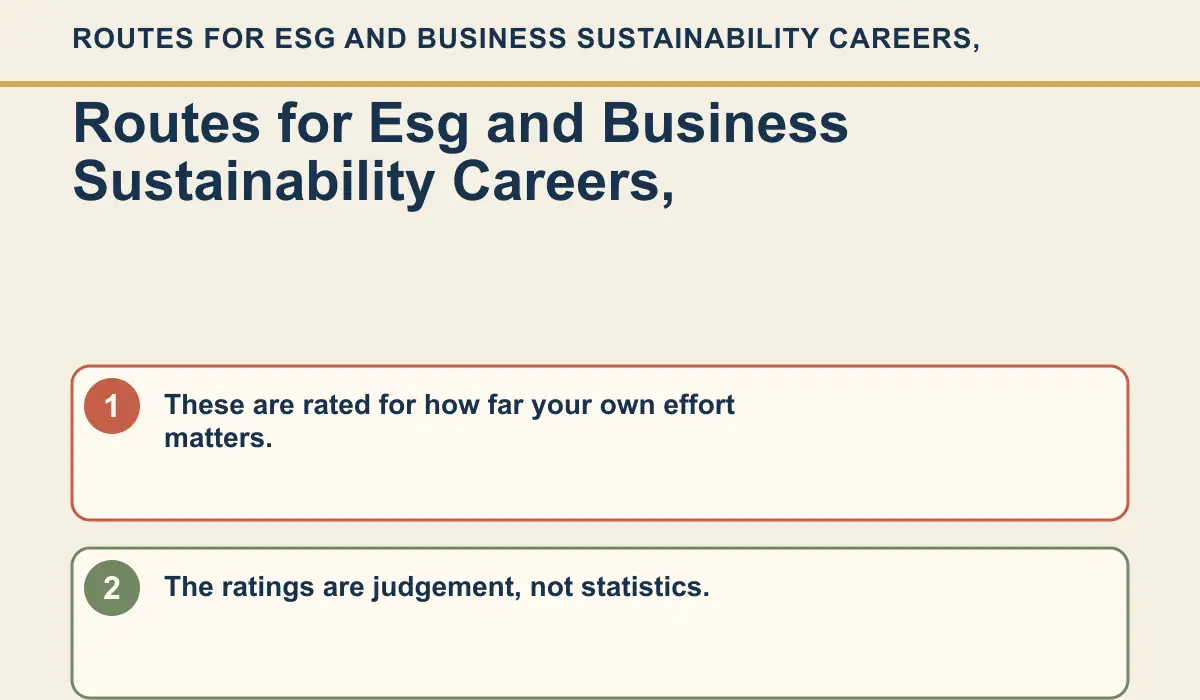 ROUTES FOR ESG AND BUSINESS SUSTAINABILITY CAREERS,
Routes for Esg and Business
Sustainability Careers,
1
These are rated for how far your own effort
matters.
2
The ratings are judgement, not statistics.